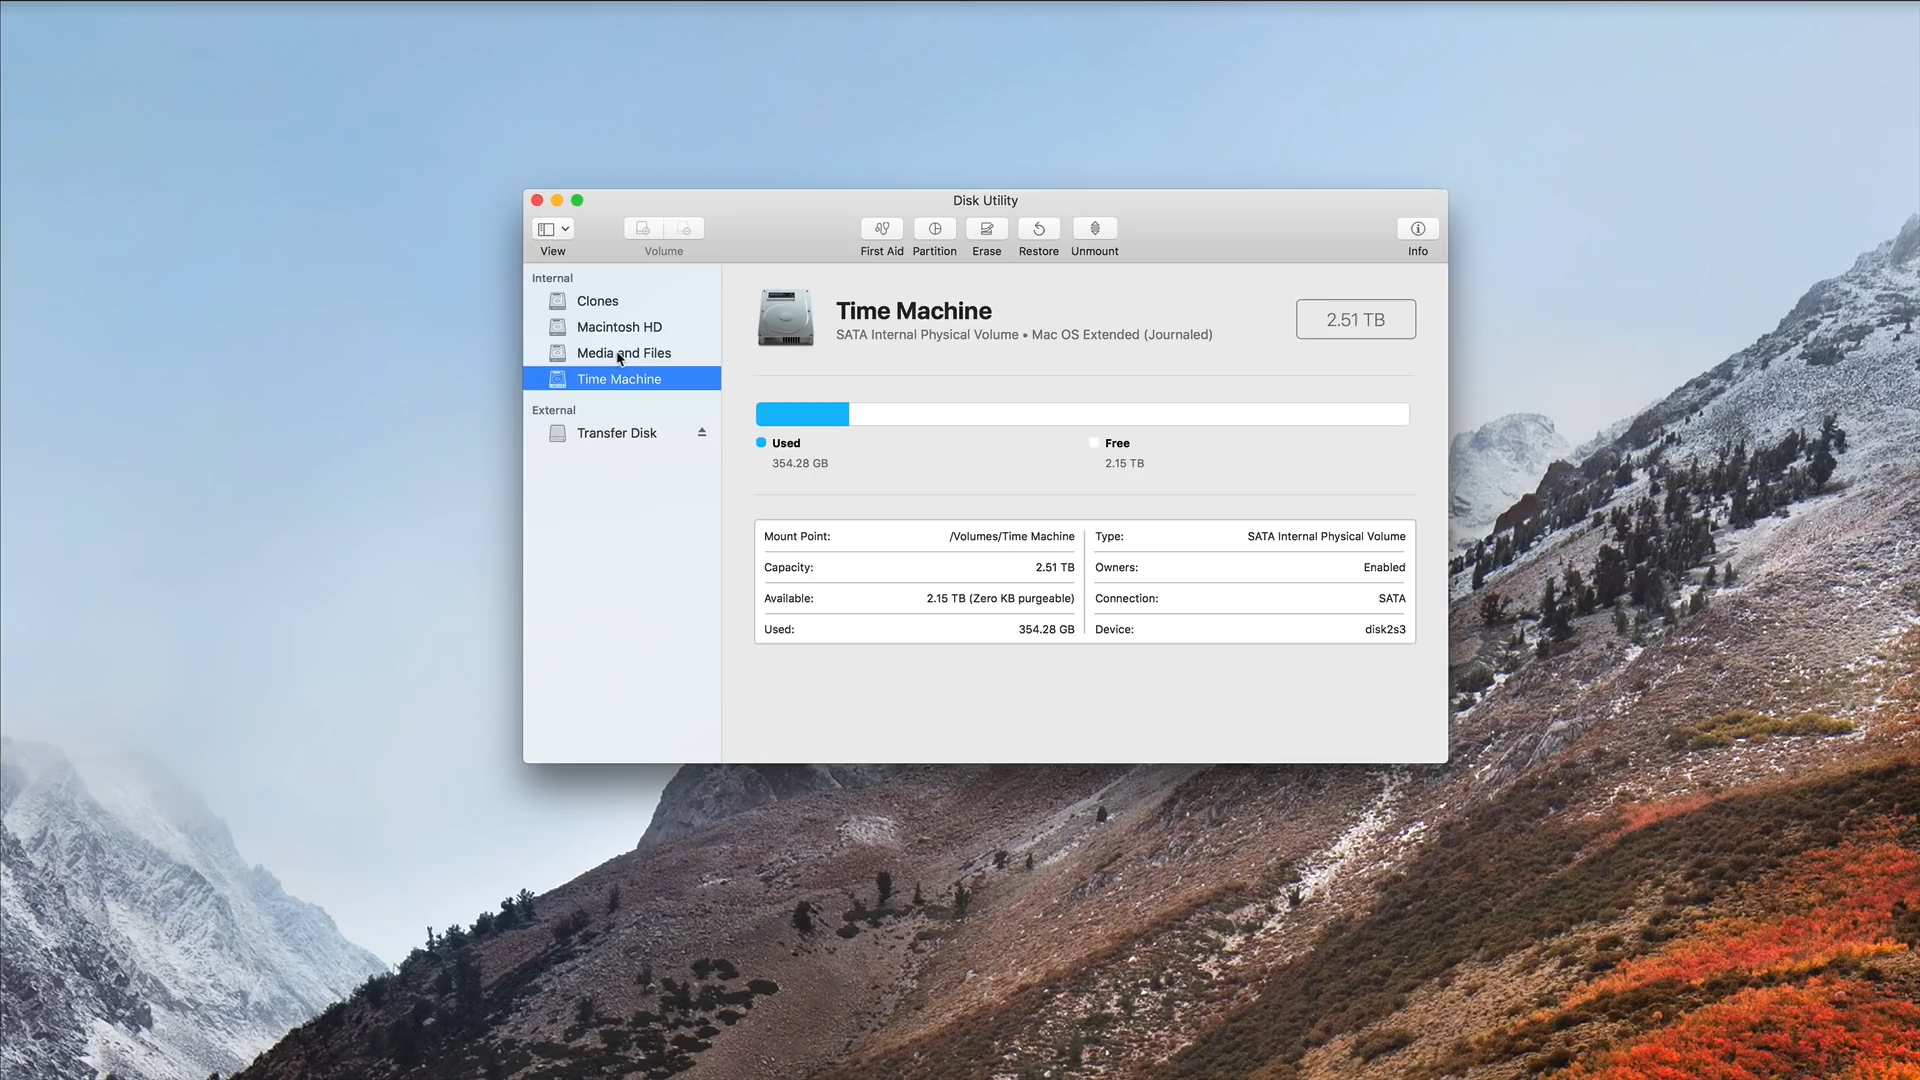 Disk Utility
View
Volume
First Aid
Partition
Erase
Restore
Unmount
Info
Internal
Clones
Macintosh HD
Media and Files
Time Machine
External
Transfer Disk
Time Machine
SATA Internal Physical Volume • Mac OS Extended (Journaled)
2.51 TB
Used
354.28 GB
Free
2.15 TB
Mount Point: /Volumes/Time Machine
Capacity: 2.51 TB
Available: 2.15 TB (Zero KB purgeable)
Used: 354.28 GB
Type: SATA Internal Physical Volume
Owners: Enabled
Connection: SATA
Device: disk2s3